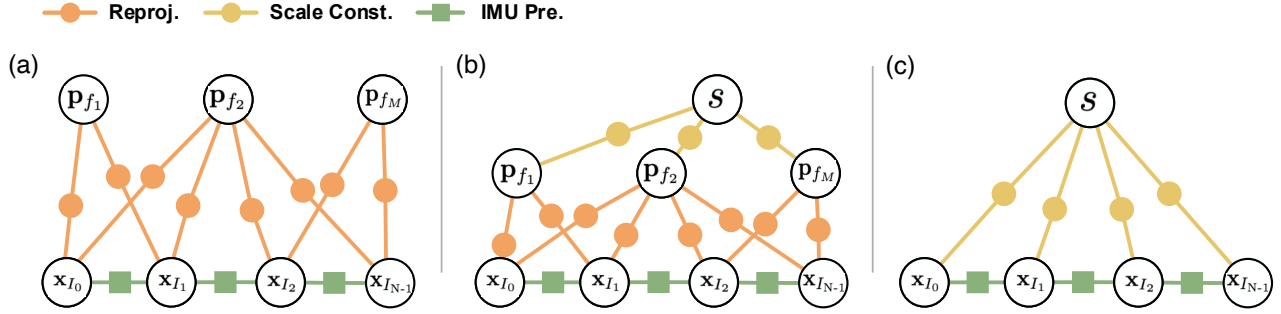 Reproj. Scale Const. IMU Pre.
(a) (b) (c)
p_{f_1} p_{f_2} p_{f_M} S S
p_{f_1} p_{f_2} p_{f_M}
x_{I_0} x_{I_1} x_{I_2} x_{I_{N-1}} x_{I_0} x_{I_1} x_{I_2} x_{I_{N-1}} x_{I_0} x_{I_1} x_{I_2} x_{I_{N-1}}